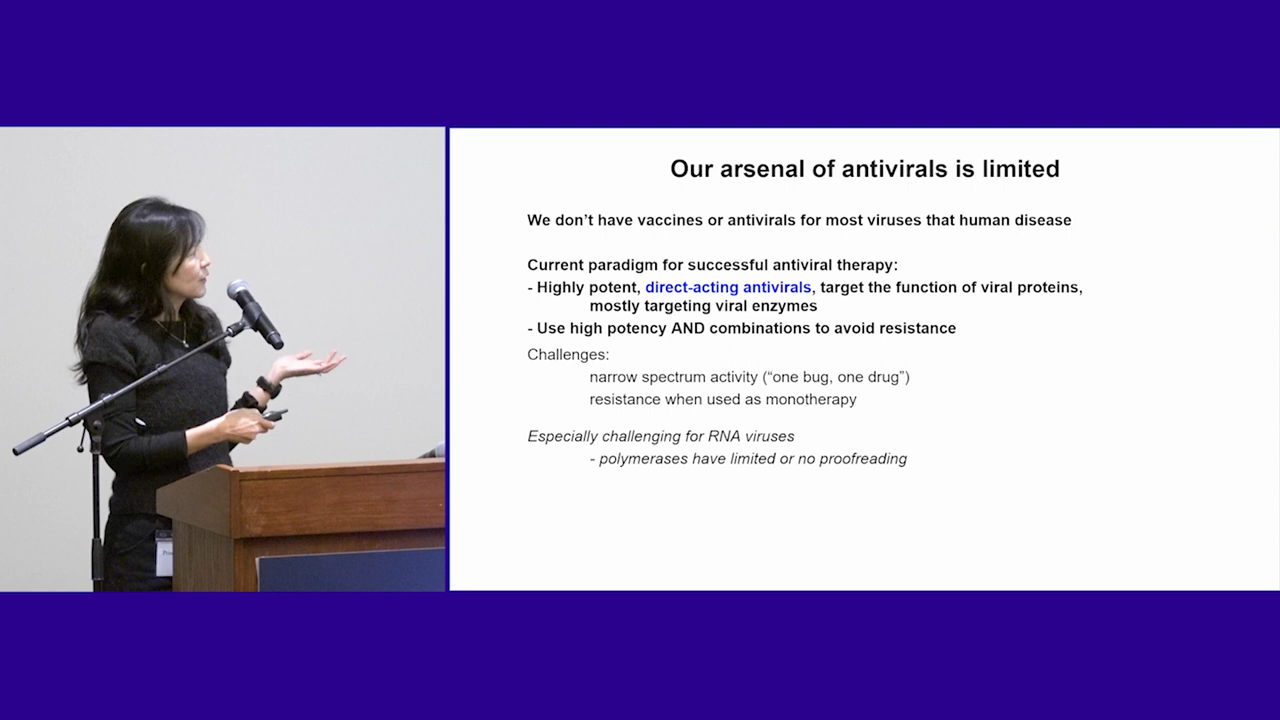 Our arsenal of antivirals is limited
We don’t have vaccines or antivirals for most viruses that human disease
Current paradigm for successful antiviral therapy:
- Highly potent, direct-acting antivirals, target the function of viral proteins,
mostly targeting viral enzymes
- Use high potency AND combinations to avoid resistance
Challenges:
narrow spectrum activity (“one bug, one drug”)
resistance when used as monotherapy
Especially challenging for RNA viruses
- polymerases have limited or no proofreading